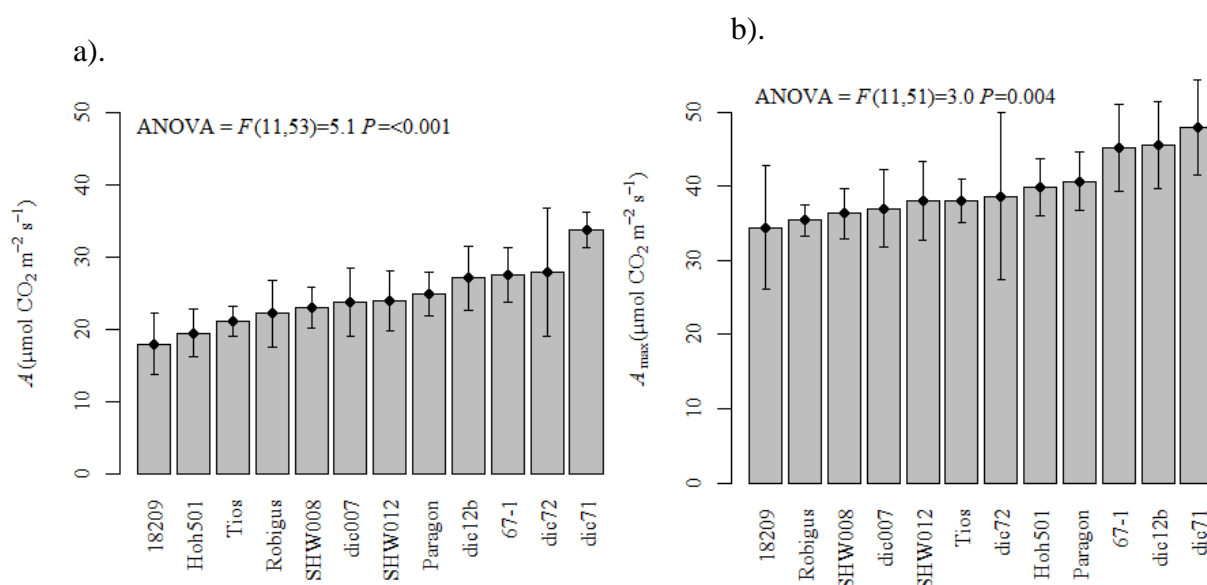 a).
ANOVA = F(11,53)=5.1 P=<0.001
A (µmol CO₂ m⁻² s⁻¹)
50
40
30
20
10
0
18209
Hoh501
Tios
Robigus
SHW008
dic007
SHW012
Paragon
dic12b
67-1
dic72
dic71
b).
ANOVA = F(11,51)=3.0 P=0.004
Amax (µmol CO₂ m⁻² s⁻¹)
50
40
30
20
10
0
18209
Robigus
SHW008
dic007
SHW012
Tios
dic72
Hoh501
Paragon
67-1
dic12b
dic71